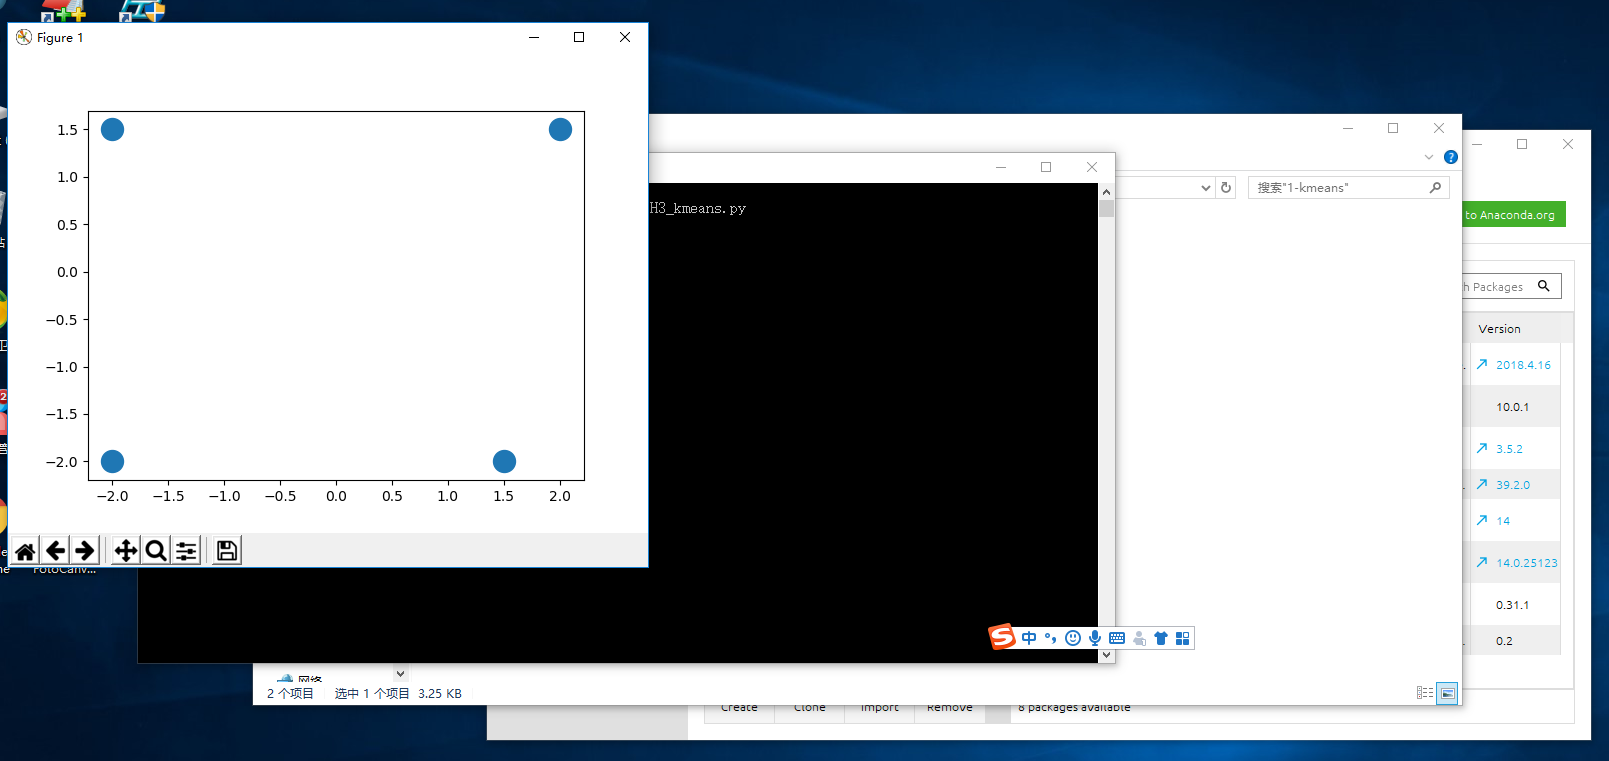 Figure 1
1.5
1.0
0.5
0.0
−0.5
−1.0
−1.5
−2.0
−2.0 −1.5 −1.0 −0.5 0.0 0.5 1.0 1.5 2.0
H3_kmeans.py
搜索"1-kmeans"
to Anaconda.org
h Packages
Version
2018.4.16
10.0.1
3.5.2
39.2.0
14
14.0.25123
0.31.1
0.2
中
网络
2 个项目 选中 1 个项目 3.25 KB
Create Clone Import Remove 8 packages available